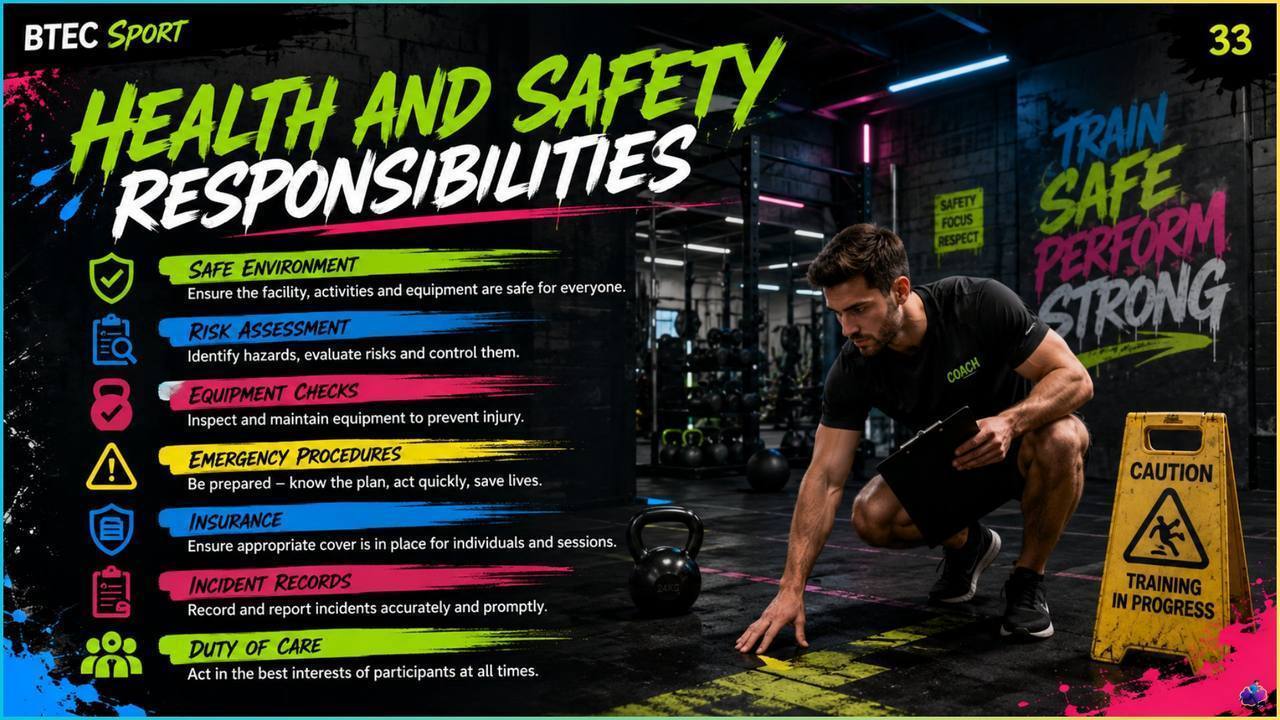 BTEC Sport
33
Health and Safety
Responsibilities
Safe Environment
Ensure the facility, activities and equipment are safe for everyone.
Risk Assessment
Identify hazards, evaluate risks and control them.
Equipment Checks
Inspect and maintain equipment to prevent injury.
Emergency Procedures
Be prepared – know the plan, act quickly, save lives.
Insurance
Ensure appropriate cover is in place for individuals and sessions.
Incident Records
Record and report incidents accurately and promptly.
Duty of Care
Act in the best interests of participants at all times.
SAFETY
FOCUS
RESPECT
TRAIN
SAFE
PERFORM
STRONG
COACH
24KG
CAUTION
TRAINING
IN PROGRESS